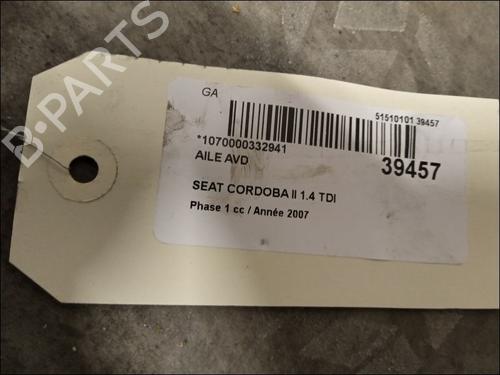 B-PARTS
GA
51510101 39457
*1070000332941
39457
AILE AVD
SEAT CORDOBA II 1.4 TDI
Phase 1 cc / Année 2007